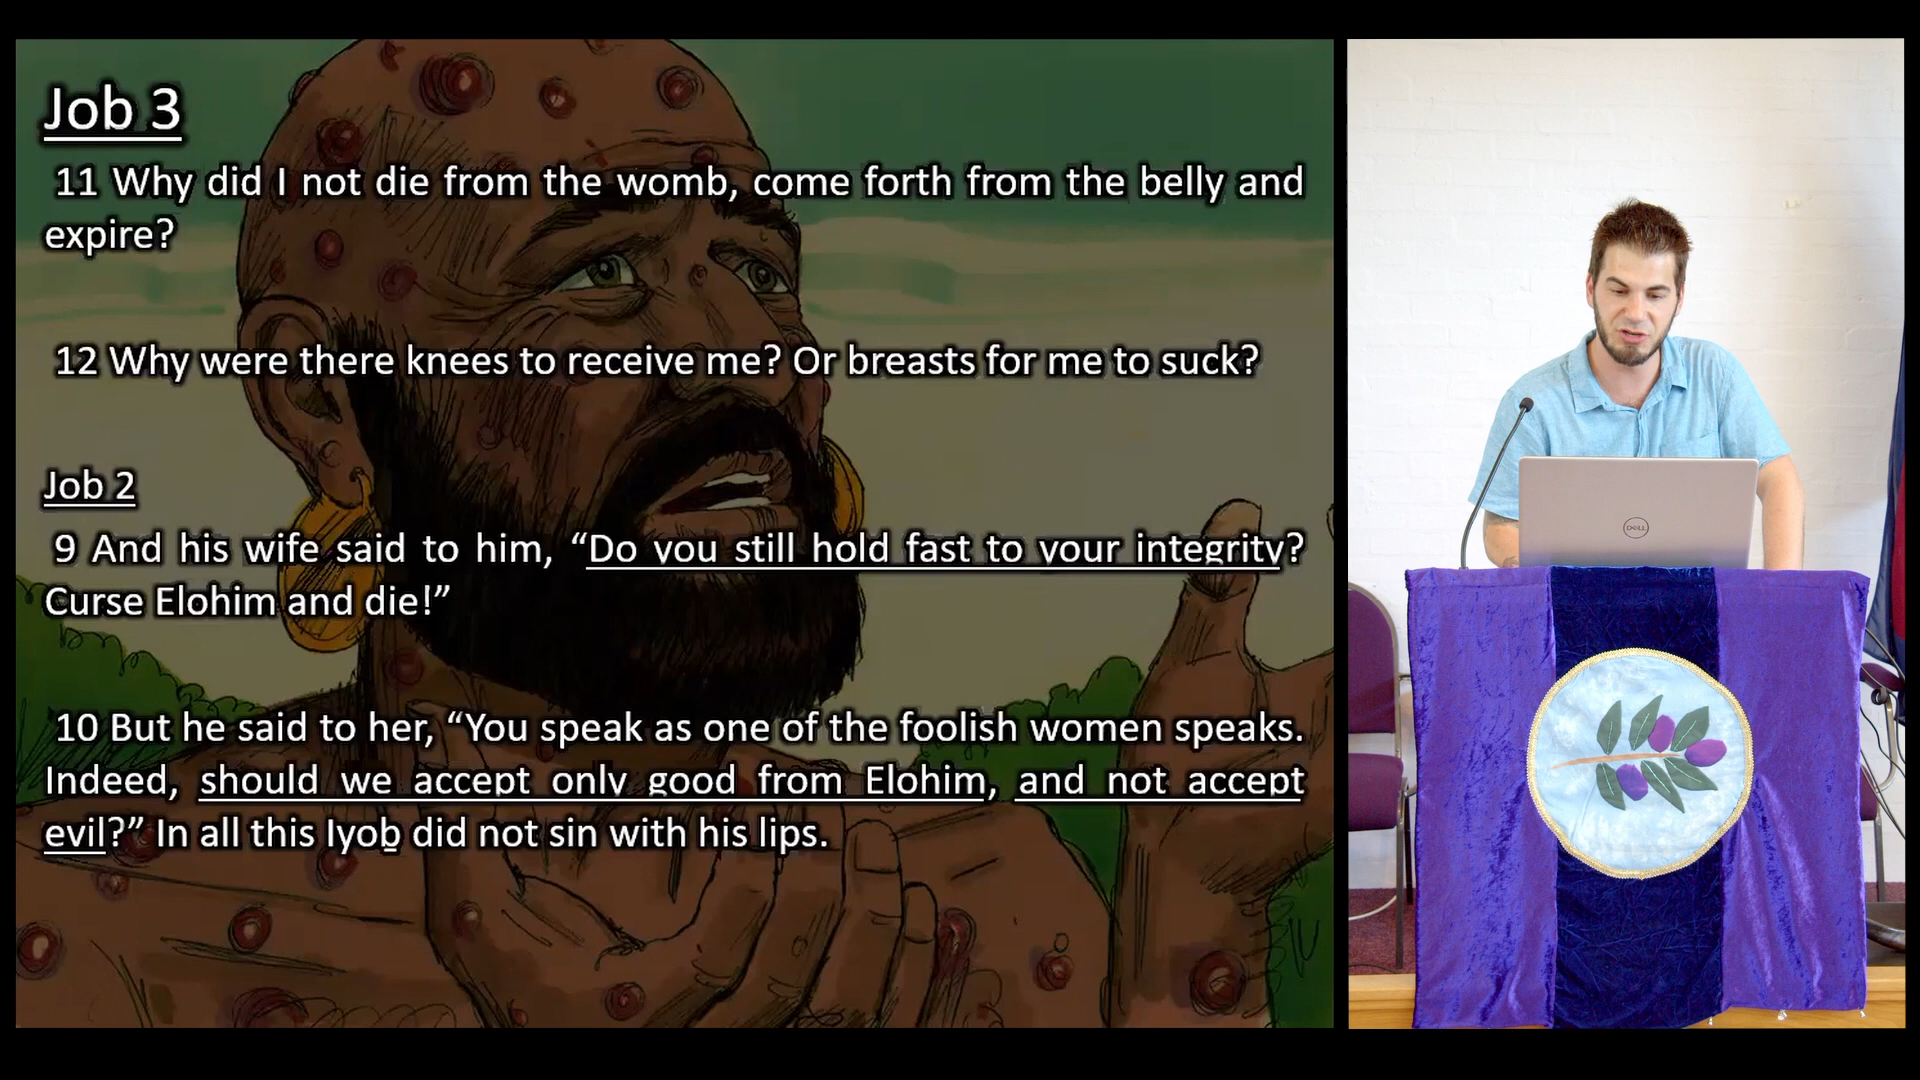 Job 3
11 Why did I not die from the womb, come forth from the belly and
expire?
12 Why were there knees to receive me? Or breasts for me to suck?
Job 2
9 And his wife said to him, “Do you still hold fast to your integrity?
Curse Elohim and die!”
10 But he said to her, “You speak as one of the foolish women speaks.
Indeed, should we accept only good from Elohim, and not accept
evil?” In all this Iyoḇ did not sin with his lips.
DELL